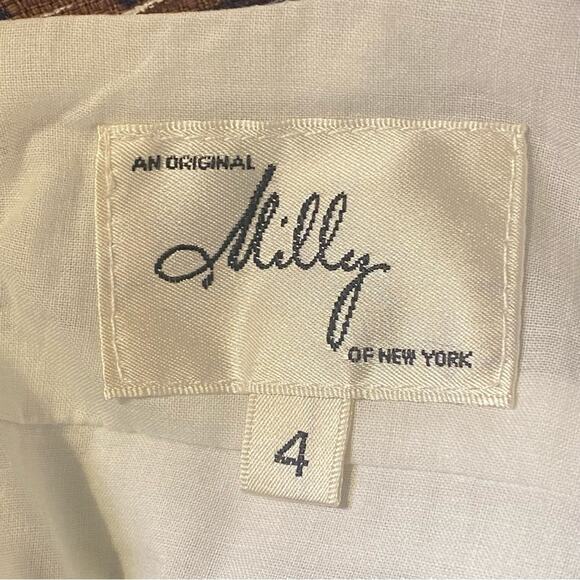 AN ORIGINAL
Milly
OF NEW YORK
4